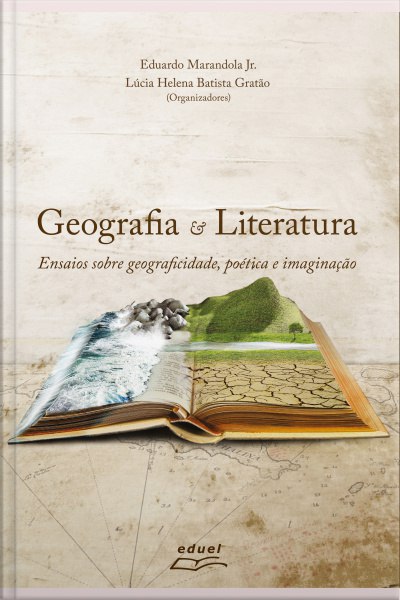 Eduardo Marandola Jr.
Lúcia Helena Batista Gratão
(Organizadores)
Geografia & Literatura
Ensaios sobre geograficidade, poética e imaginação
eduel